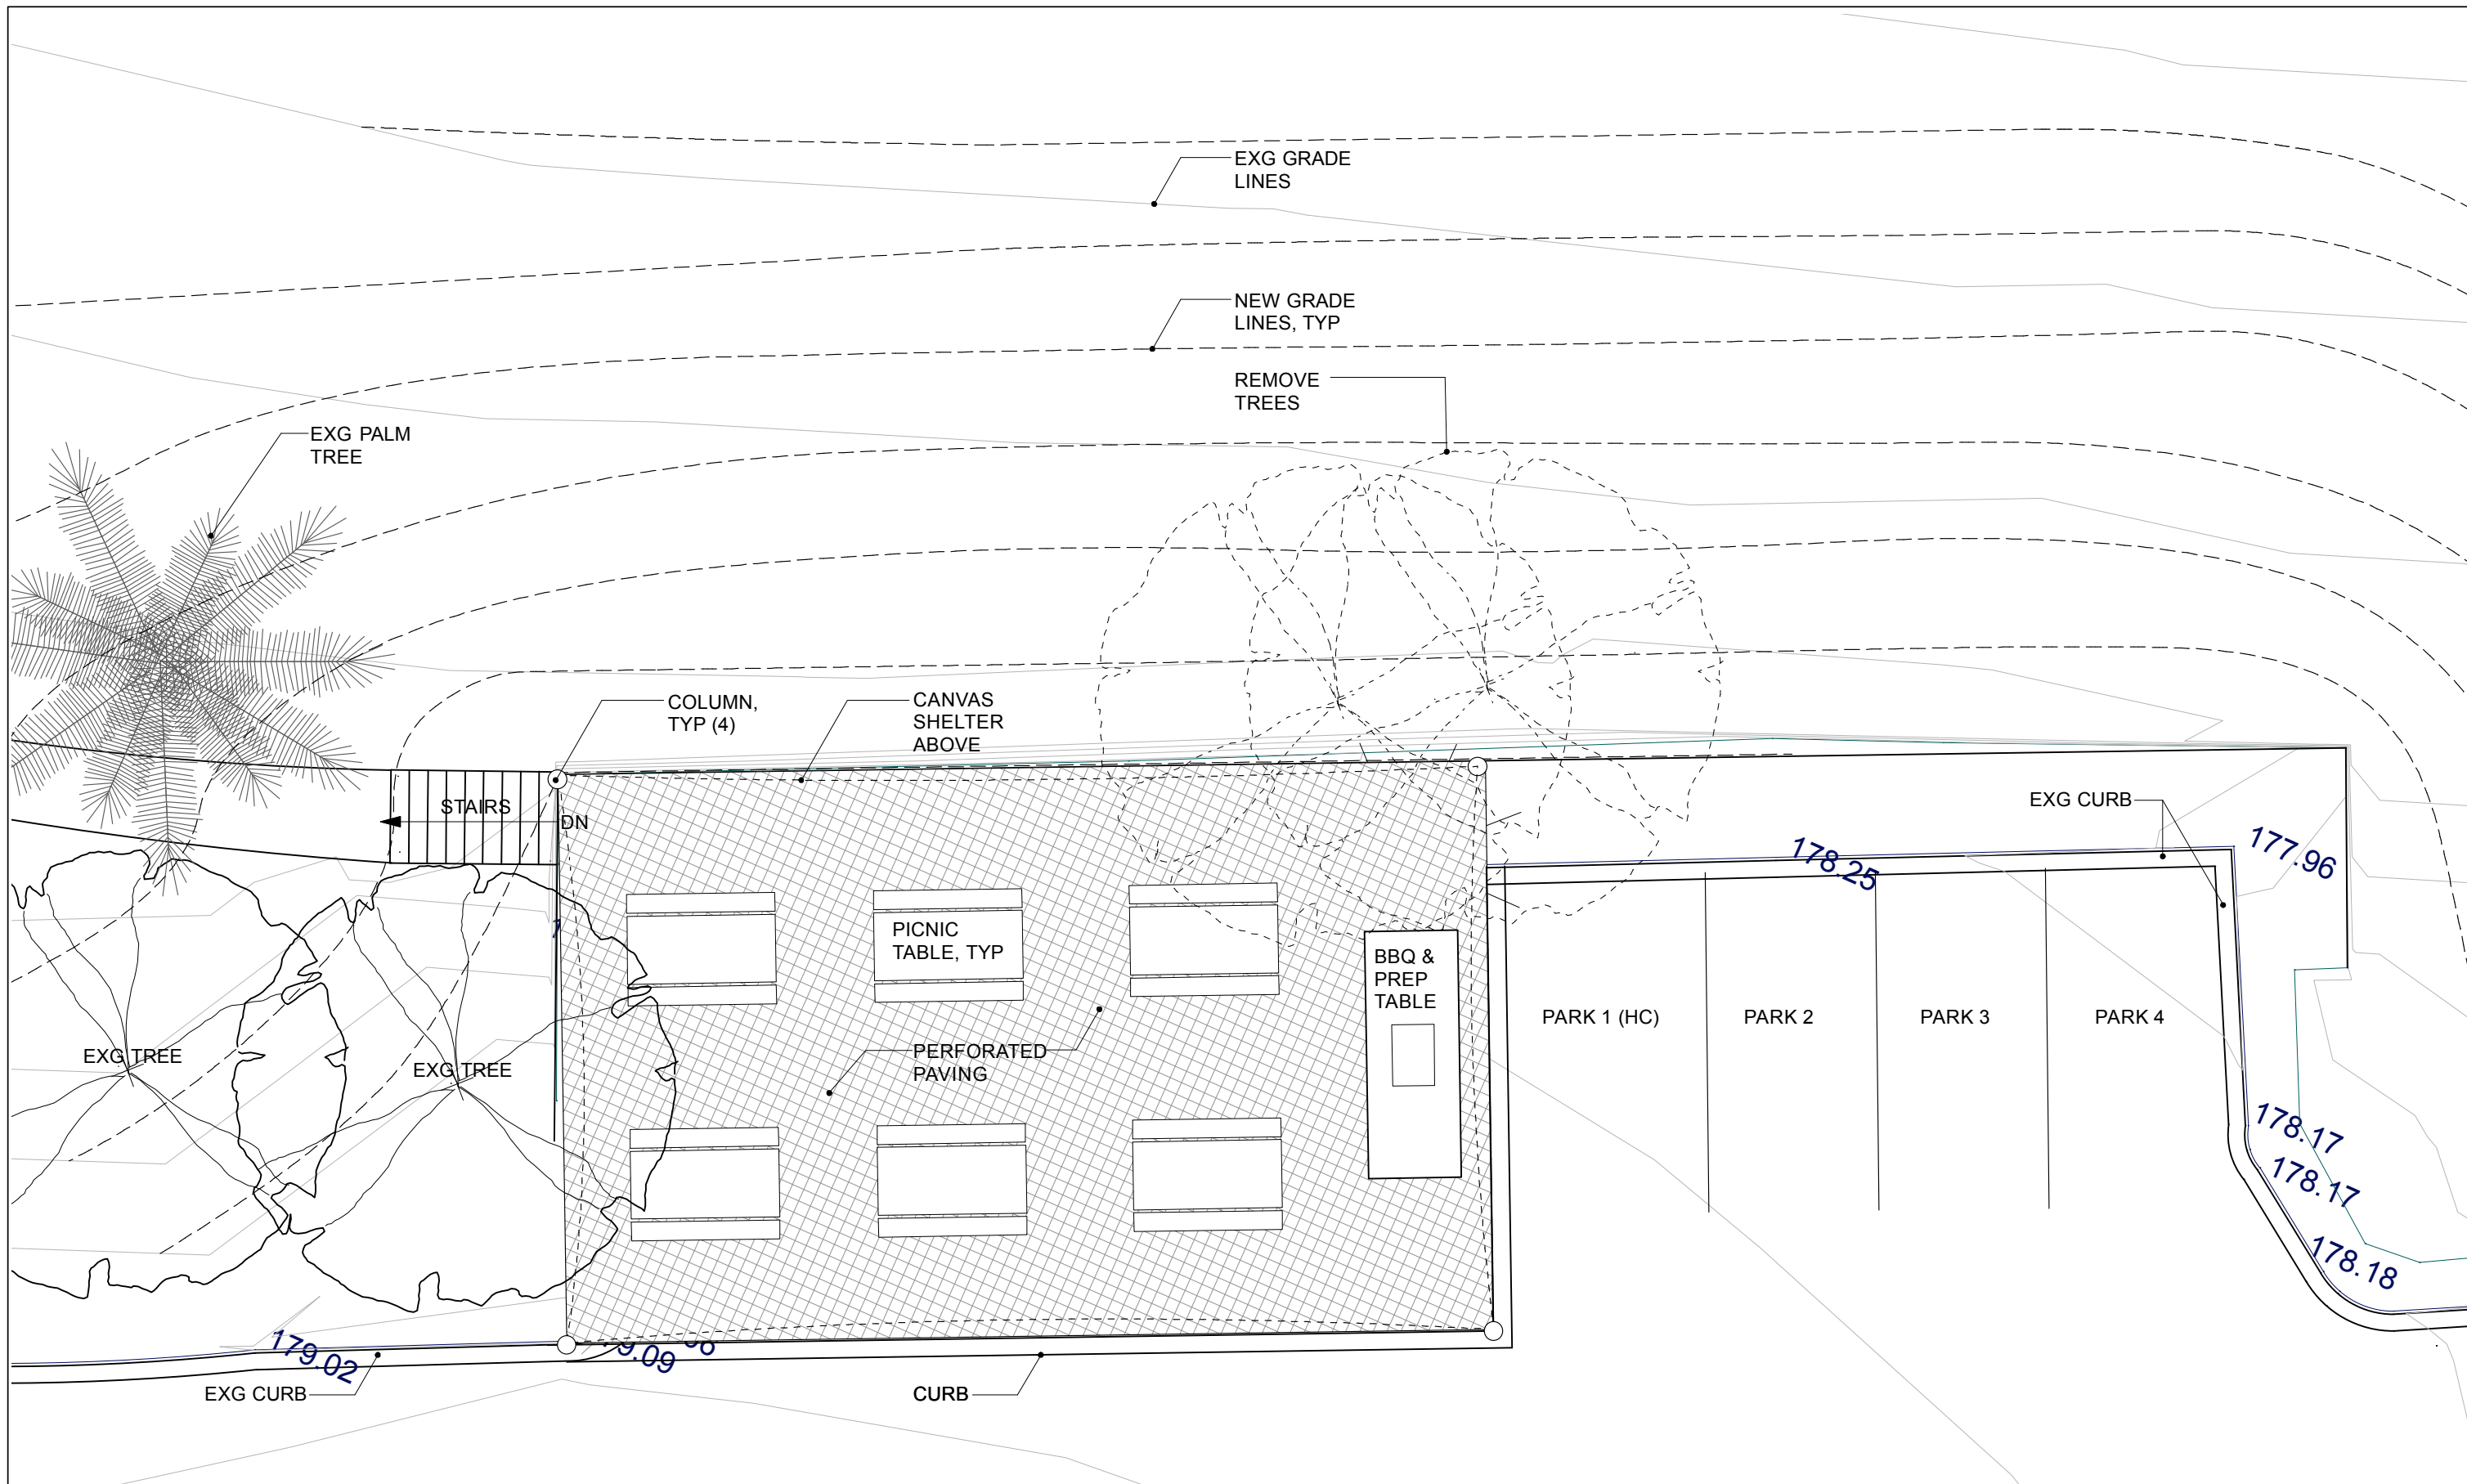 EXG GRADE
LINES
NEW GRADE
LINES, TYP
REMOVE
TREES
EXG PALM
TREE
COLUMN,
TYP (4)
CANVAS
SHELTER
ABOVE
STAIRS
DN
EXG CURB
178.25
177.96
PICNIC
TABLE, TYP
BBQ &
PREP
TABLE
PARK 1 (HC)
PARK 2
PARK 3
PARK 4
EXG TREE
EXG TREE
PERFORATED
PAVING
178.17
178.17
178.18
179.02
9.09
EXG CURB
CURB